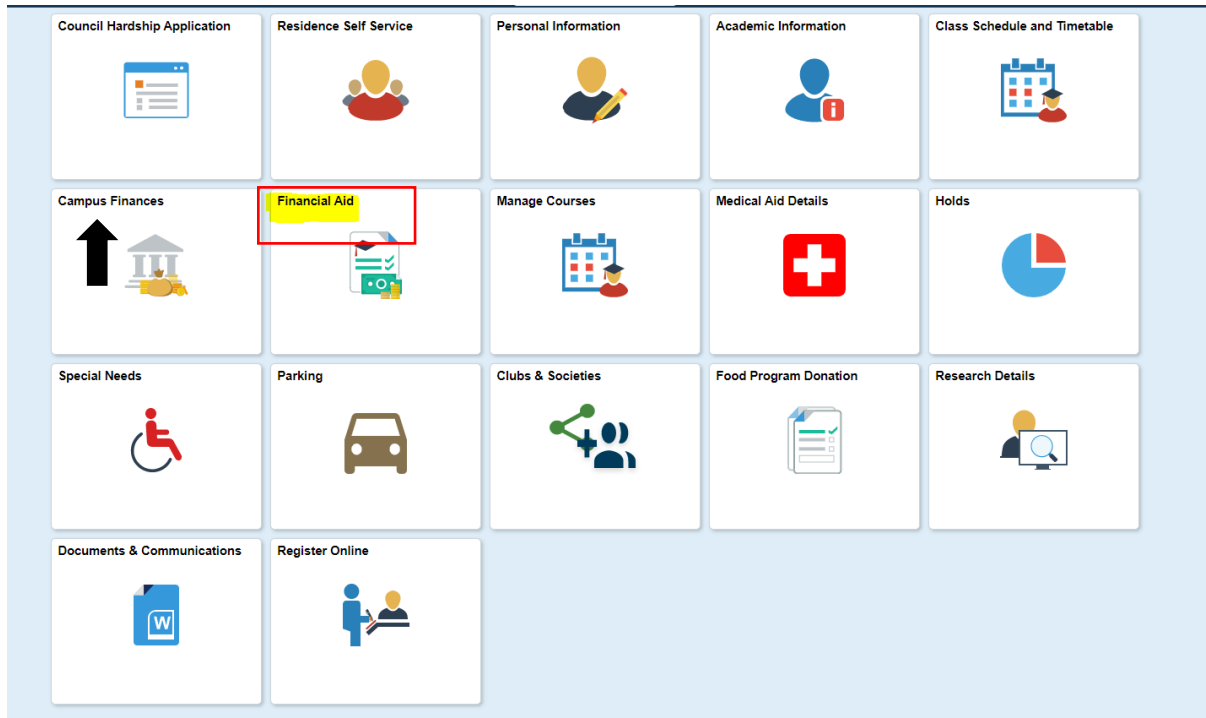 Council Hardship Application
Residence Self Service
Personal Information
Academic Information
Class Schedule and Timetable
Campus Finances
Financial Aid
Manage Courses
Medical Aid Details
Holds
Special Needs
Parking
Clubs & Societies
Food Program Donation
Research Details
Documents & Communications
W
Register Online